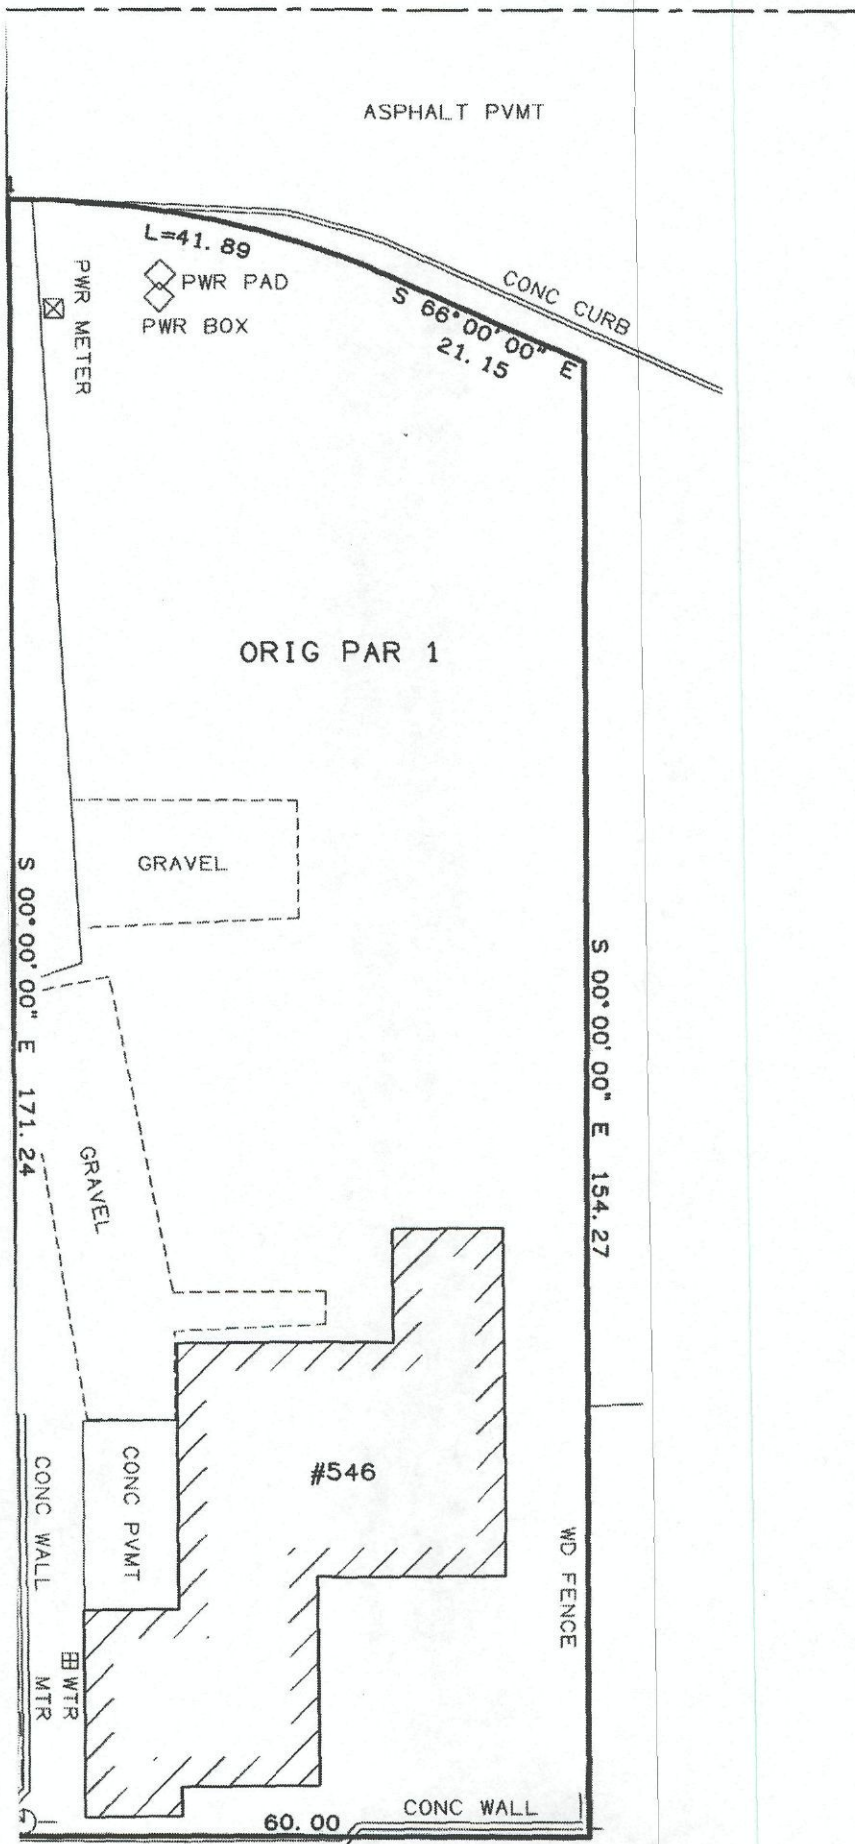 ASPHALT PVMT
L=41.89
PWR PAD
PWR BOX
PWR METER
CONC CURB
S 66°00'00" E
21.15
ORIG PAR 1
GRAVEL
S 00°00'00" E 171.24
S 00°00'00" E 154.27
GRAVEL
#546
CONC PVMT
CONC WALL
WD FENCE
WTR
MTR
60.00
CONC WALL